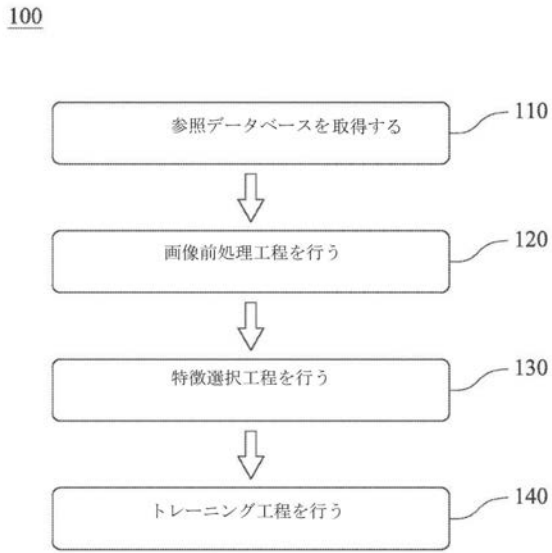 100
参照データベースを取得する
110
画像前処理工程を行う
120
特徴選択工程を行う
130
トレーニング工程を行う
140